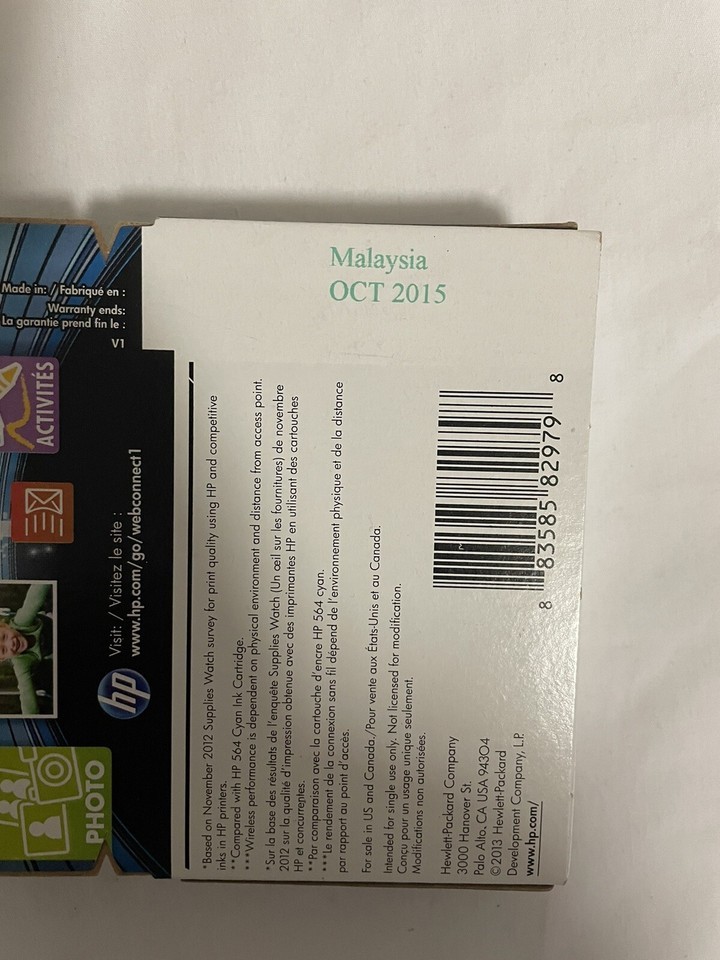 Malaysia
OCT 2015
Made in: / Fabriqué en :
Warranty ends:
La garantie prend fin le :
V1
ACTIVITÉS
PHOTO
hp
Visit: / Visitez le site :
www.hp.com/go/webconnect1
*Based on November 2012 Supplies Watch survey for print quality using HP and competitive
inks in HP printers.
**Compared with HP 564 Cyan Ink Cartridge.
***Wireless performance is dependent on physical environment and distance from access point.
*Sur la base des résultats de l'enquête Supplies Watch (Un œil sur les fournitures) de novembre
2012 sur la qualité d'impression obtenue avec des imprimantes HP en utilisant des cartouches
HP et concurrentes.
**Par comparaison avec la cartouche d'encre HP 564 cyan.
***Le rendement de la connexion sans fil dépend de l'environnement physique et de la distance
par rapport au point d'accès.
For sale in US and Canada./Pour vente aux États-Unis et au Canada.
Intended for single use only. Not licensed for modification.
Concu pour un usage unique seulement.
Modifications non autorisées.
Hewlett-Packard Company
3000 Hanover St.
Palo Alto, CA USA 94304
©2013 Hewlett-Packard
Development Company, L.P.
www.hp.com/
8 83585 82979 8